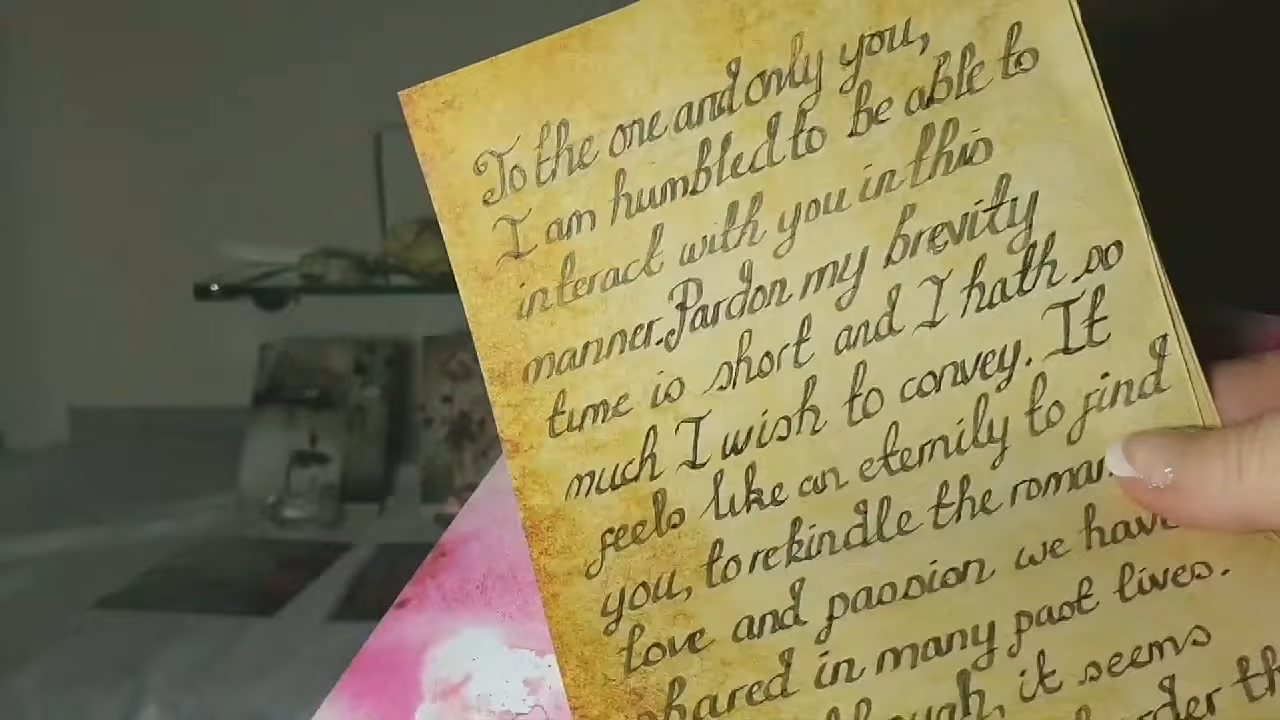 To the one and only you,
I am humbled to be able to
interact with you in this
manner. Pardon my brevity
time is short and I hath so
much I wish to convey. It
feels like an eternity to find
you, to rekindle the
love and passion we have
shared in many past lives.
it seems